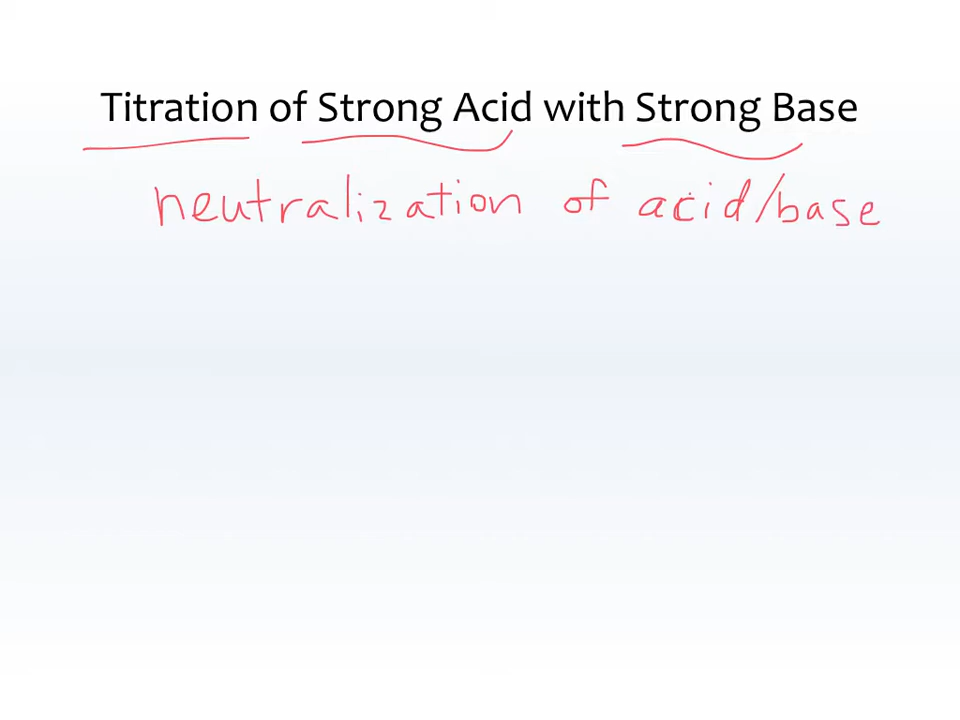 Titration of Strong Acid with Strong Base
neutralization of acid/base